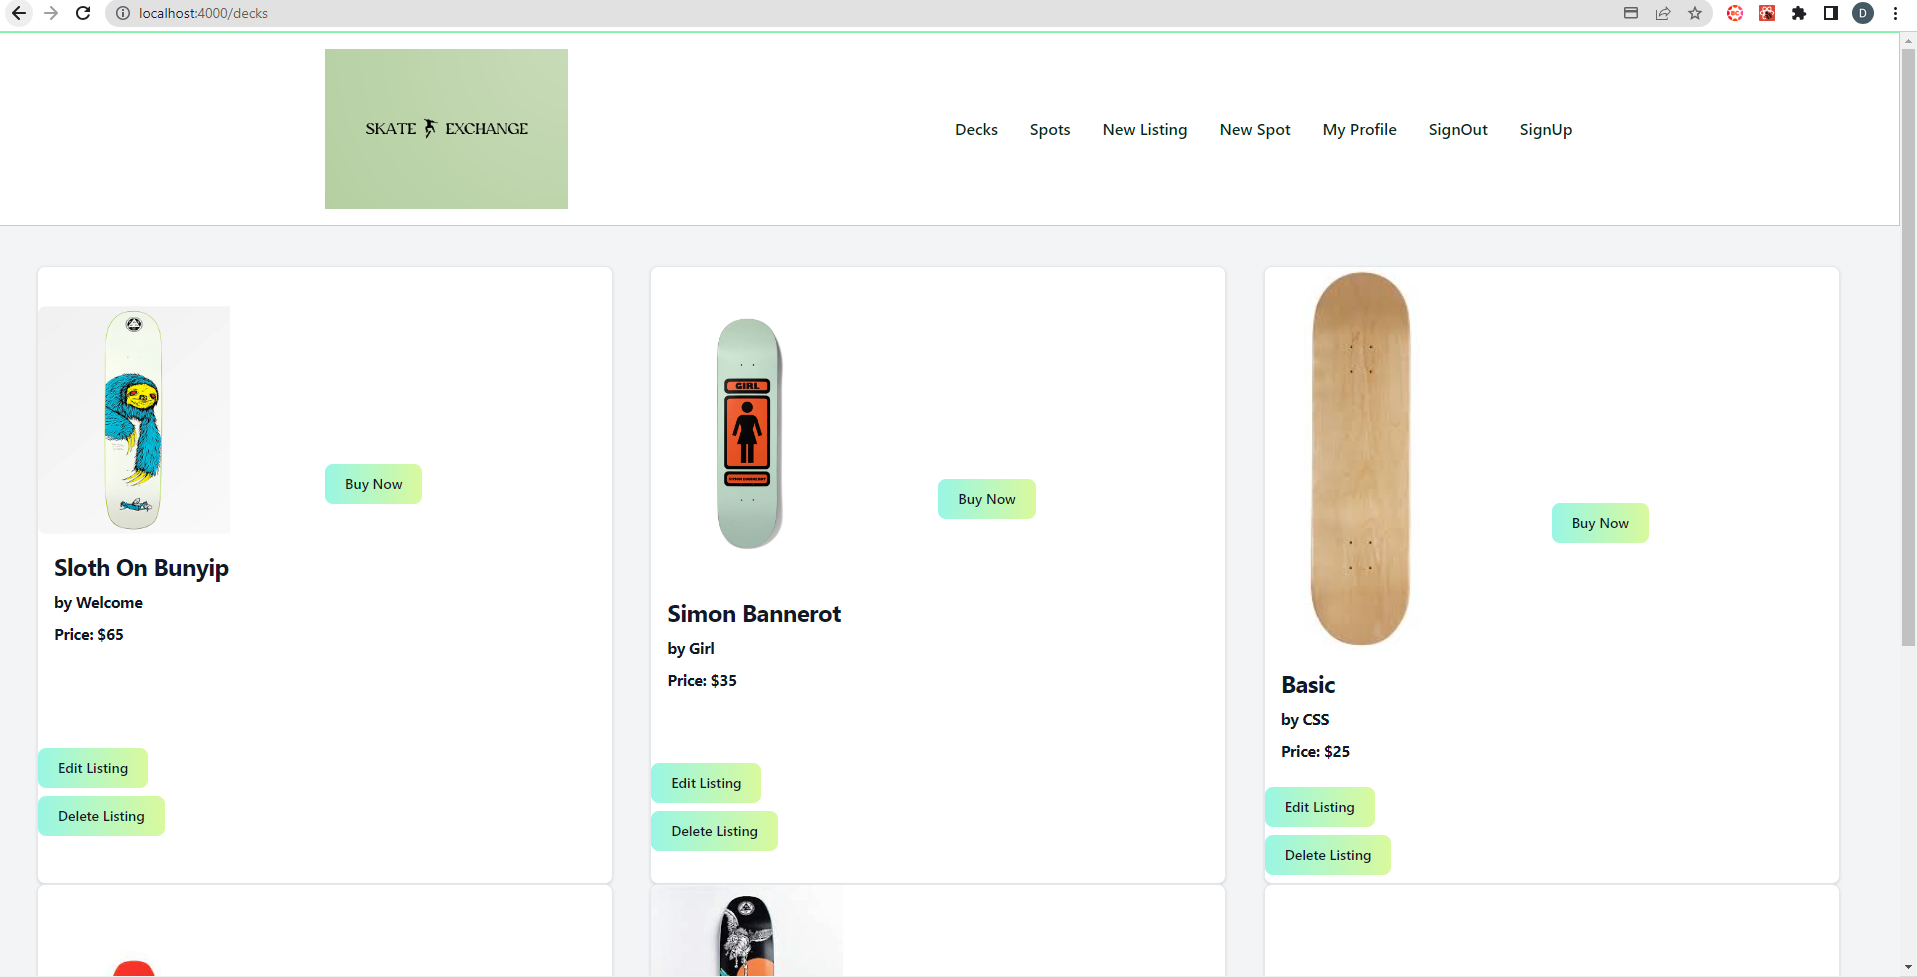 localhost:4000/decks
D
SKATE EXCHANGE
Decks Spots New Listing New Spot My Profile SignOut SignUp
Buy Now
Sloth On Bunyip
by Welcome
Price: $65
Edit Listing
Delete Listing
GIRL
Buy Now
Simon Bannerot
by Girl
Price: $35
Edit Listing
Delete Listing
Buy Now
Basic
by CSS
Price: $25
Edit Listing
Delete Listing